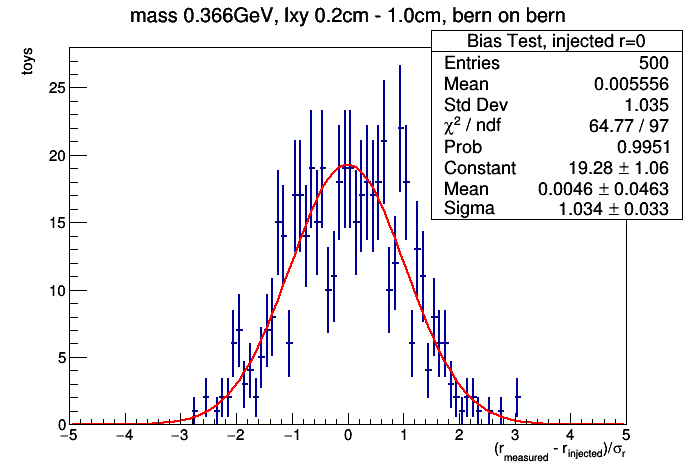 mass 0.366GeV, lxy 0.2cm - 1.0cm, bern on bern
Bias Test, injected r=0
Entries 500
Mean 0.005556
Std Dev 1.035
χ² / ndf 64.77 / 97
Prob 0.9951
Constant 19.28 ± 1.06
Mean 0.0046 ± 0.0463
Sigma 1.034 ± 0.033
toys
25
20
15
10
5
0
−5 −4 −3 −2 −1 0 1 2 3 4 5
(r_measured - r_injected)/σ_r